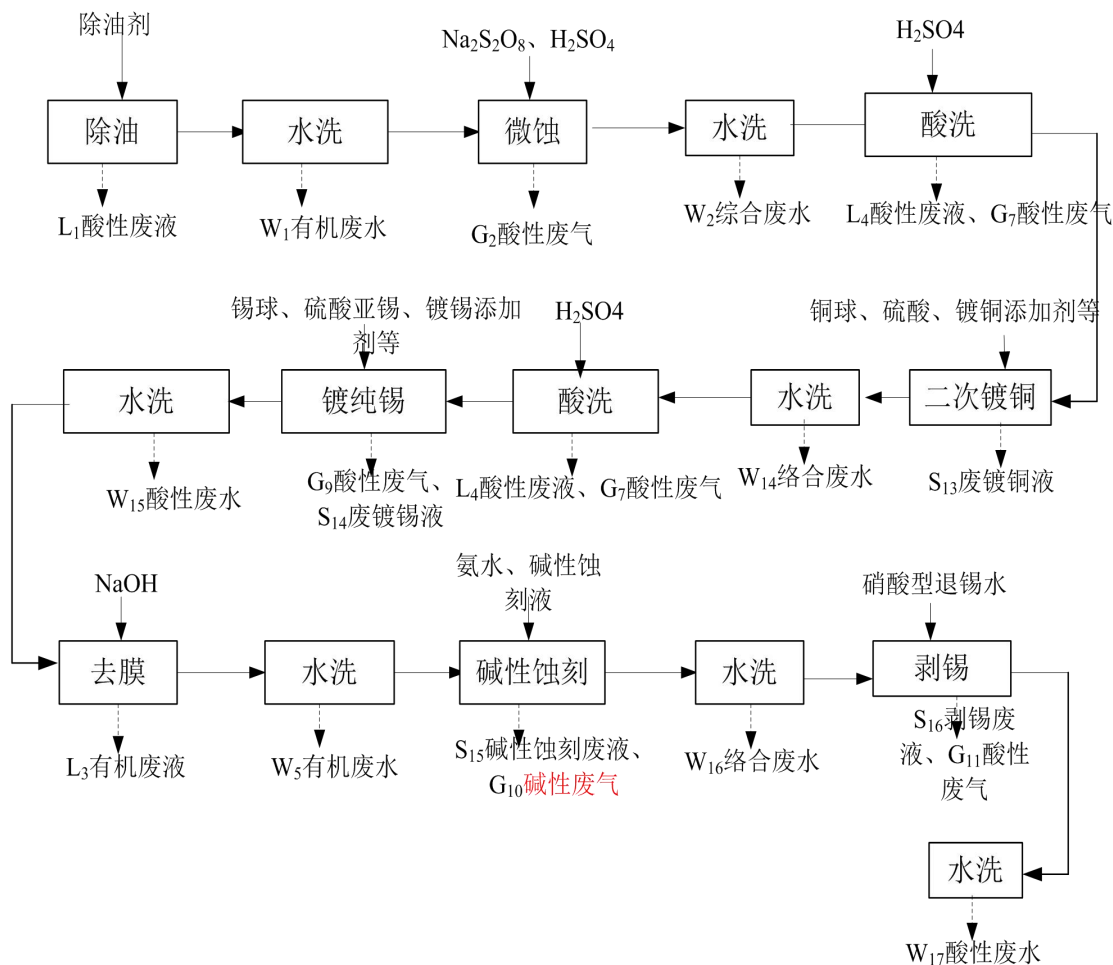 除油剂
Na₂S₂O₈、H₂SO₄
H₂SO4
除油
水洗
微蚀
水洗
酸洗
L₁酸性废液
W₁有机废水
G₂酸性废气
W₂综合废水
L₄酸性废液、G₇酸性废气
锡球、硫酸亚锡、镀锡添加
剂等
H₂SO4
铜球、硫酸、镀铜添加剂等
水洗
镀纯锡
酸洗
水洗
二次镀铜
W₁₅酸性废水
G₉酸性废气、
S₁₄废镀锡液
L₄酸性废液、G₇酸性废气
W₁₄络合废水
S₁₃废镀铜液
NaOH
氨水、碱性蚀
刻液
硝酸型退锡水
去膜
水洗
碱性蚀刻
水洗
剥锡
L₃有机废液
W₅有机废水
S₁₅碱性蚀刻废液、
G₁₀碱性废气
W₁₆络合废水
S₁₆剥锡废
液、G₁₁酸性
废气
水洗
W₁₇酸性废水